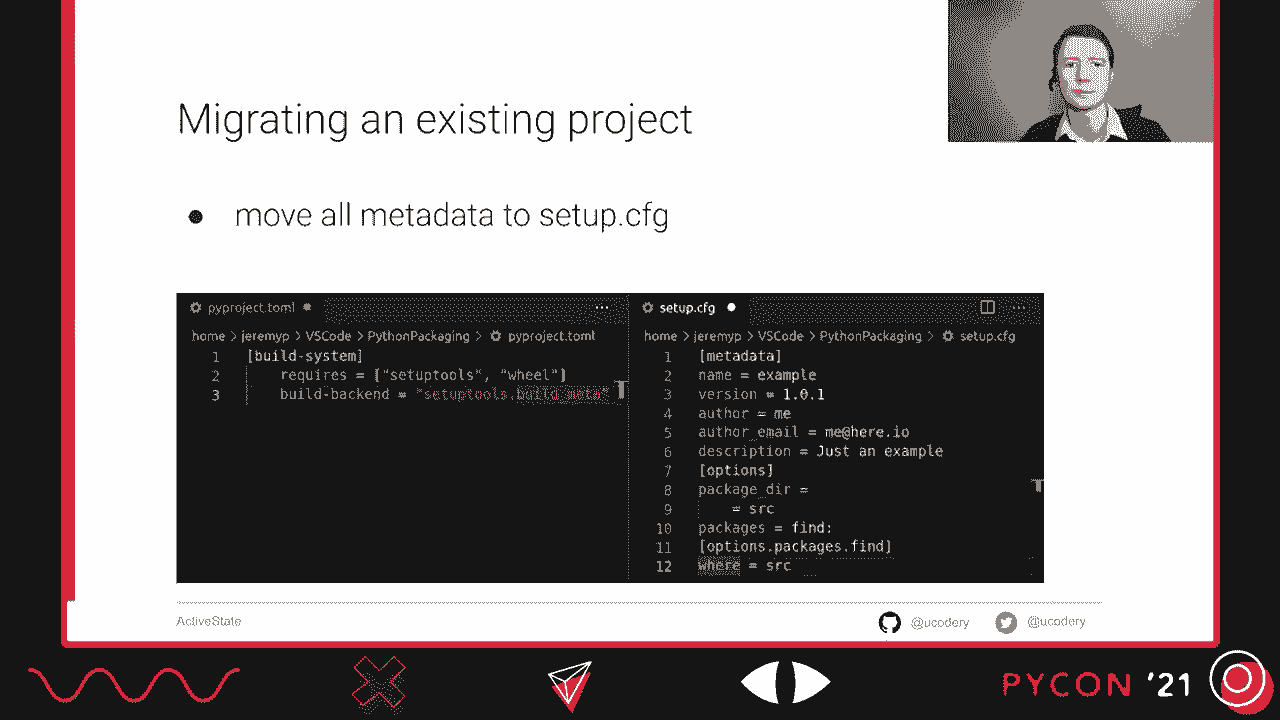 Migrating an existing project
● move all metadata to setup.cfg
pyproject.toml ● ...
home > jeremyp > VSCode > PythonPackaging > pyproject.toml
1 [build-system]
2 requires = ["setuptools", "wheel"]
3 build-backend = "setuptools.build_meta"
setup.cfg ● ...
home > jeremyp > VSCode > PythonPackaging > setup.cfg
1 [metadata]
2 name = example
3 version = 1.0.1
4 author = me
5 author_email = me@here.io
6 description = Just an example
7 [options]
8 package_dir =
9 = src
10 packages = find:
11 [options.packages.find]
12 where = src
ActiveState
@ucodery
@ucodery
PYCON '21